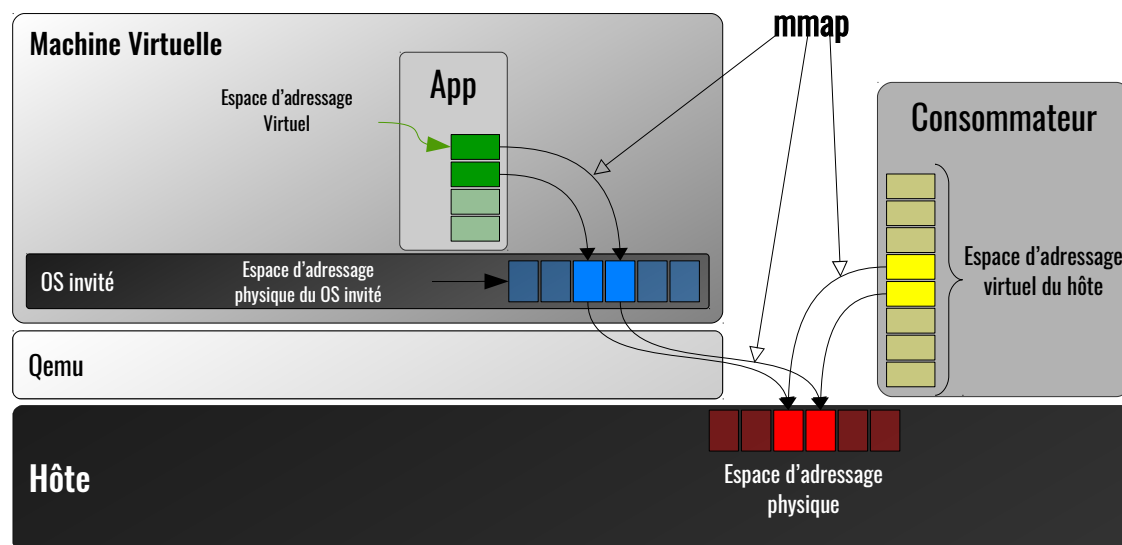 mmap
Machine Virtuelle
App
Espace d'adressage
Virtuel
Consommateur
Espace d'adressage
virtuel du hôte
OS invité
Espace d'adressage
physique du OS invité
Qemu
Hôte
Espace d'adressage
physique